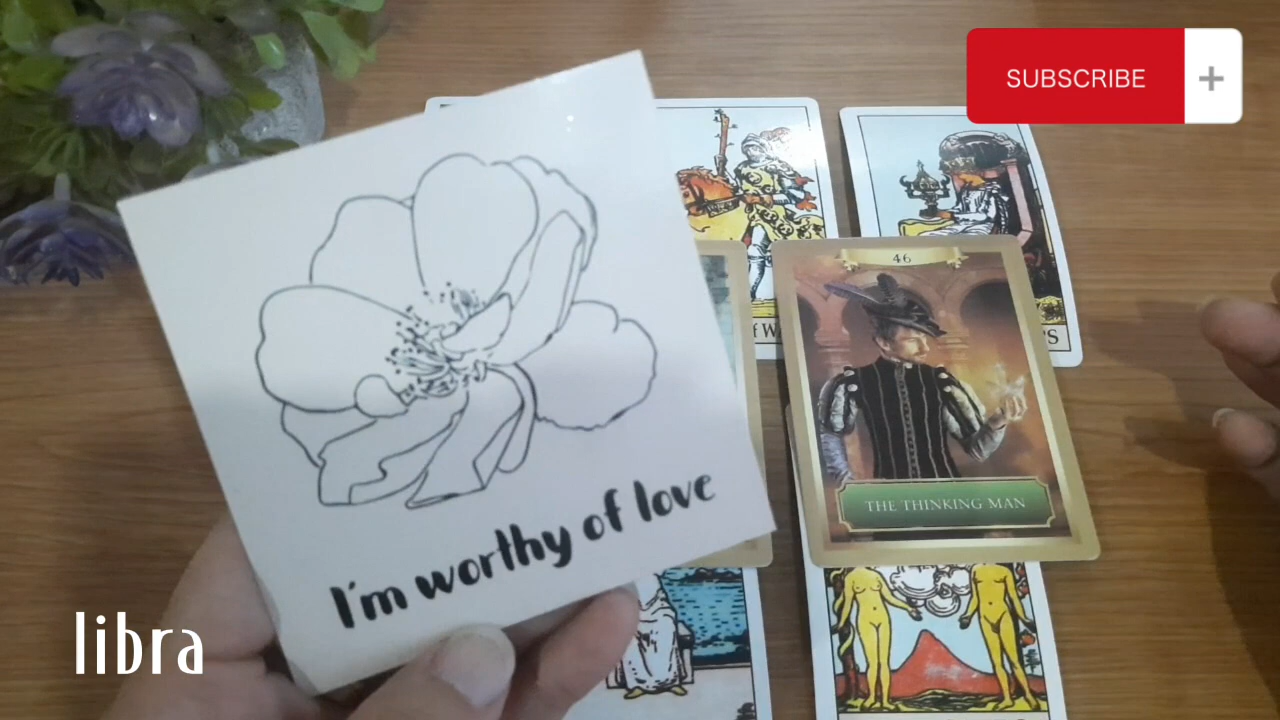 SUBSCRIBE +
46
THE THINKING MAN
I'm worthy of love
libra